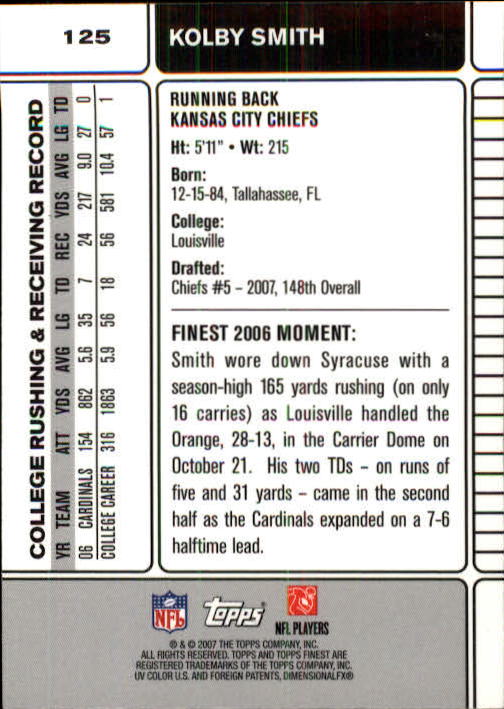 125
KOLBY SMITH
RUNNING BACK
KANSAS CITY CHIEFS
Ht: 5'11" • Wt: 215
Born:
12-15-84, Tallahassee, FL
College:
Louisville
Drafted:
Chiefs #5 – 2007, 148th Overall
FINEST 2006 MOMENT:
Smith wore down Syracuse with a
season-high 165 yards rushing (on only
16 carries) as Louisville handled the
Orange, 28-13, in the Carrier Dome on
October 21. His two TDs – on runs of
five and 31 yards – came in the second
half as the Cardinals expanded on a 7-6
halftime lead.
COLLEGE RUSHING & RECEIVING RECORD
YR TEAM ATT YDS AVG LG TD REC YDS AVG LG TD
06 CARDINALS 154 862 5.6 35 7 24 217 9.0 27 0
COLLEGE CAREER 316 1863 5.9 56 18 56 581 10.4 57 1
NFL
Topps
NFL PLAYERS
® & © 2007 THE TOPPS COMPANY, INC.
ALL RIGHTS RESERVED. TOPPS AND TOPPS FINEST ARE
REGISTERED TRADEMARKS OF THE TOPPS COMPANY, INC.
UV COLOR U.S. AND FOREIGN PATENTS, DIMENSIONALFX®